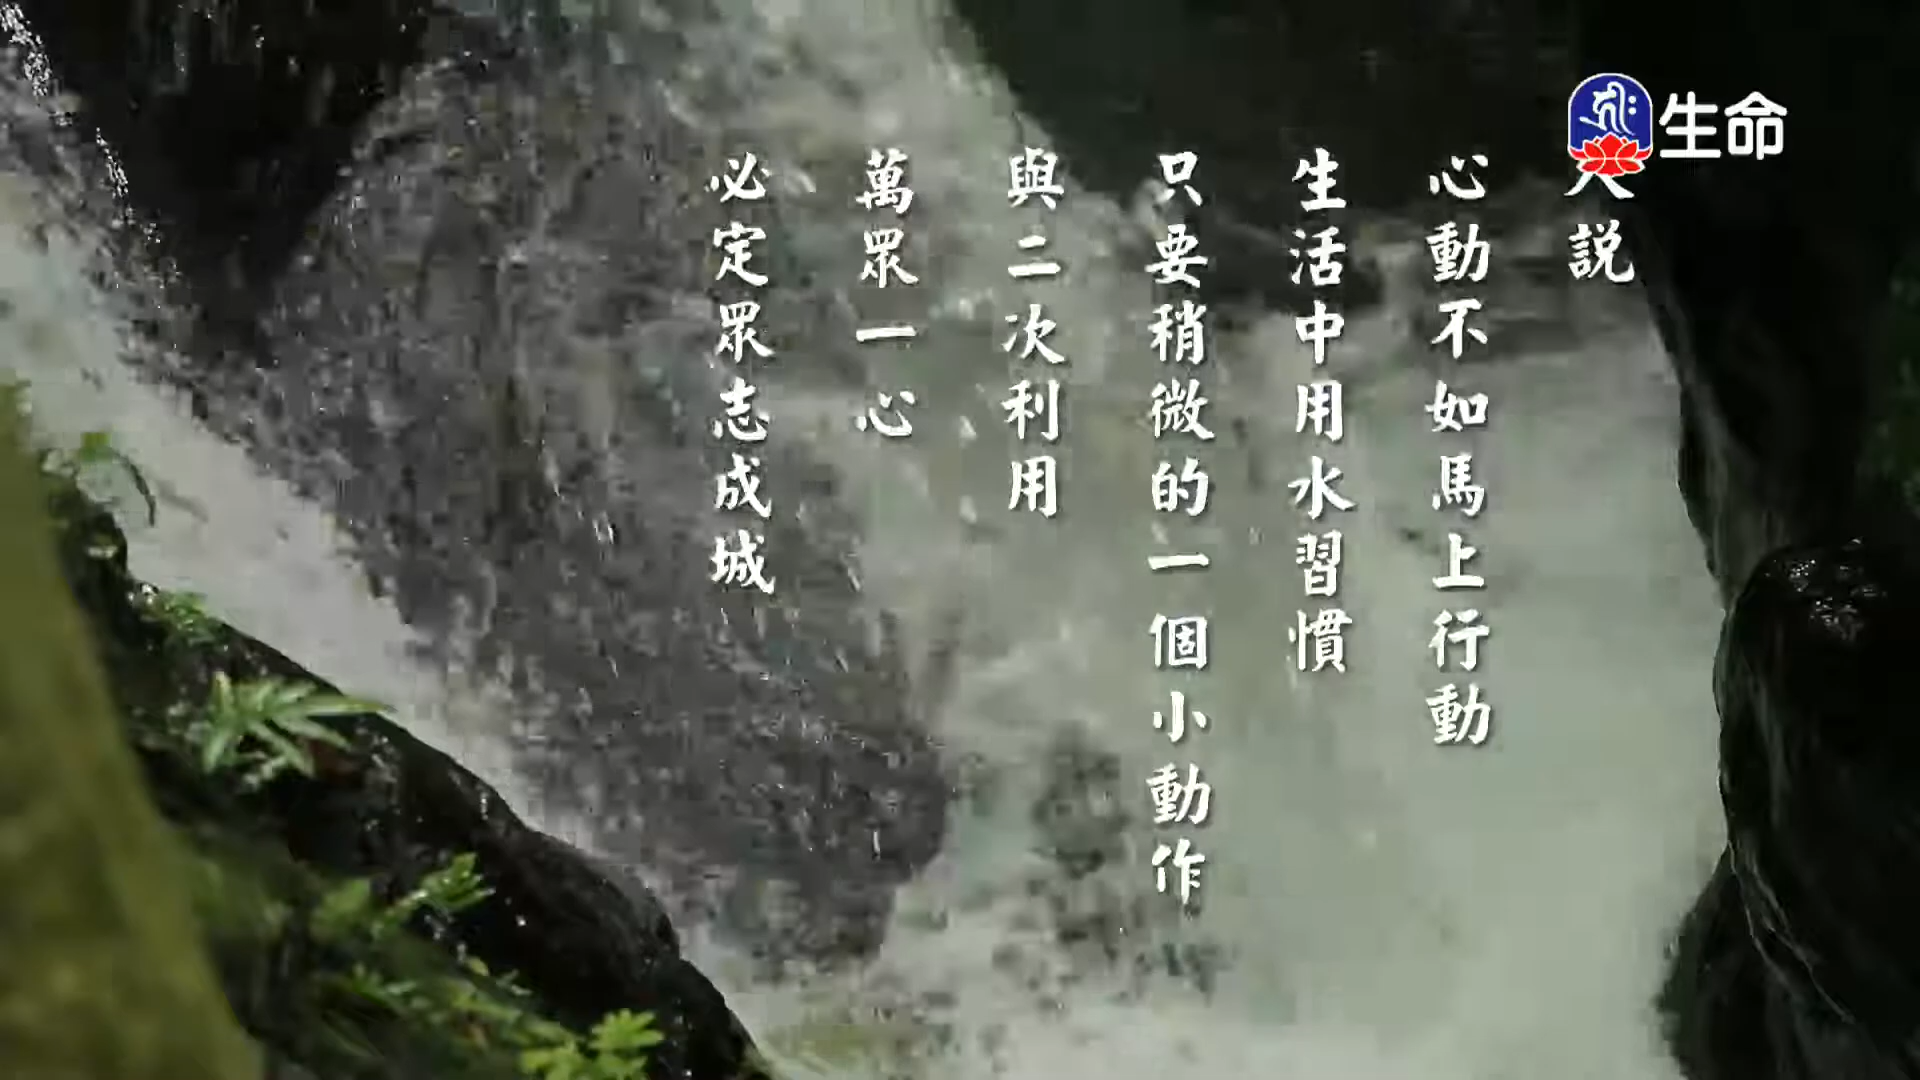 生命
人說
心動不如馬上行動
生活中用水習慣
只要稍微的一個小動作
與二次利用
萬眾一心
必定眾志成城